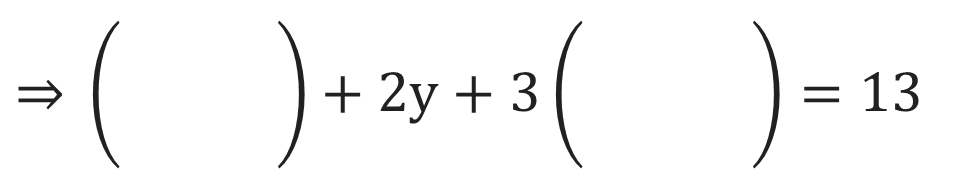 ⇒ (      ) + 2y + 3 (      ) = 13